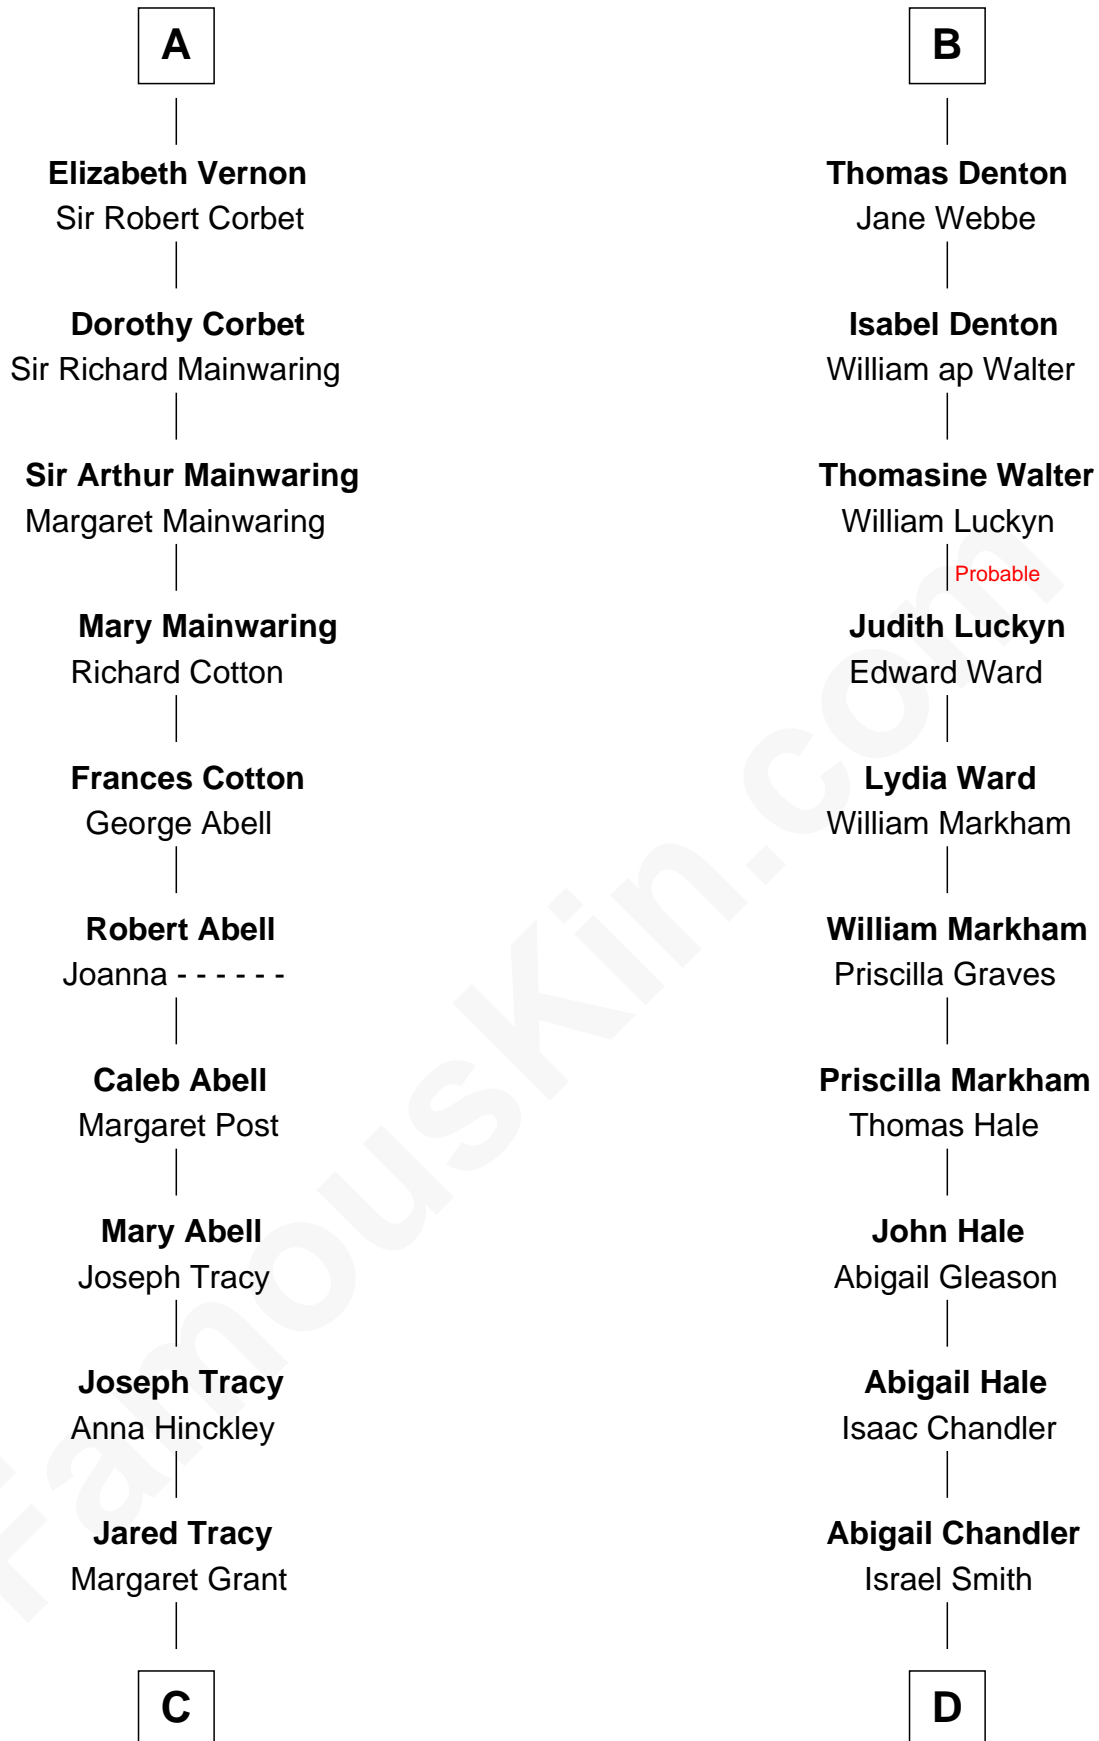 A
Elizabeth Vernon
Sir Robert Corbet
Dorothy Corbet
Sir Richard Mainwaring
Sir Arthur Mainwaring
Margaret Mainwaring
Mary Mainwaring
Richard Cotton
Frances Cotton
George Abell
Robert Abell
Joanna - - - - - -
Caleb Abell
Margaret Post
Mary Abell
Joseph Tracy
Joseph Tracy
Anna Hinckley
Jared Tracy
Margaret Grant
C
B
Thomas Denton
Jane Webbe
Isabel Denton
William ap Walter
Thomasine Walter
William Luckyn
Probable
Judith Luckyn
Edward Ward
Lydia Ward
William Markham
William Markham
Priscilla Graves
Priscilla Markham
Thomas Hale
John Hale
Abigail Gleason
Abigail Hale
Isaac Chandler
Abigail Chandler
Israel Smith
D
FamousKin.com